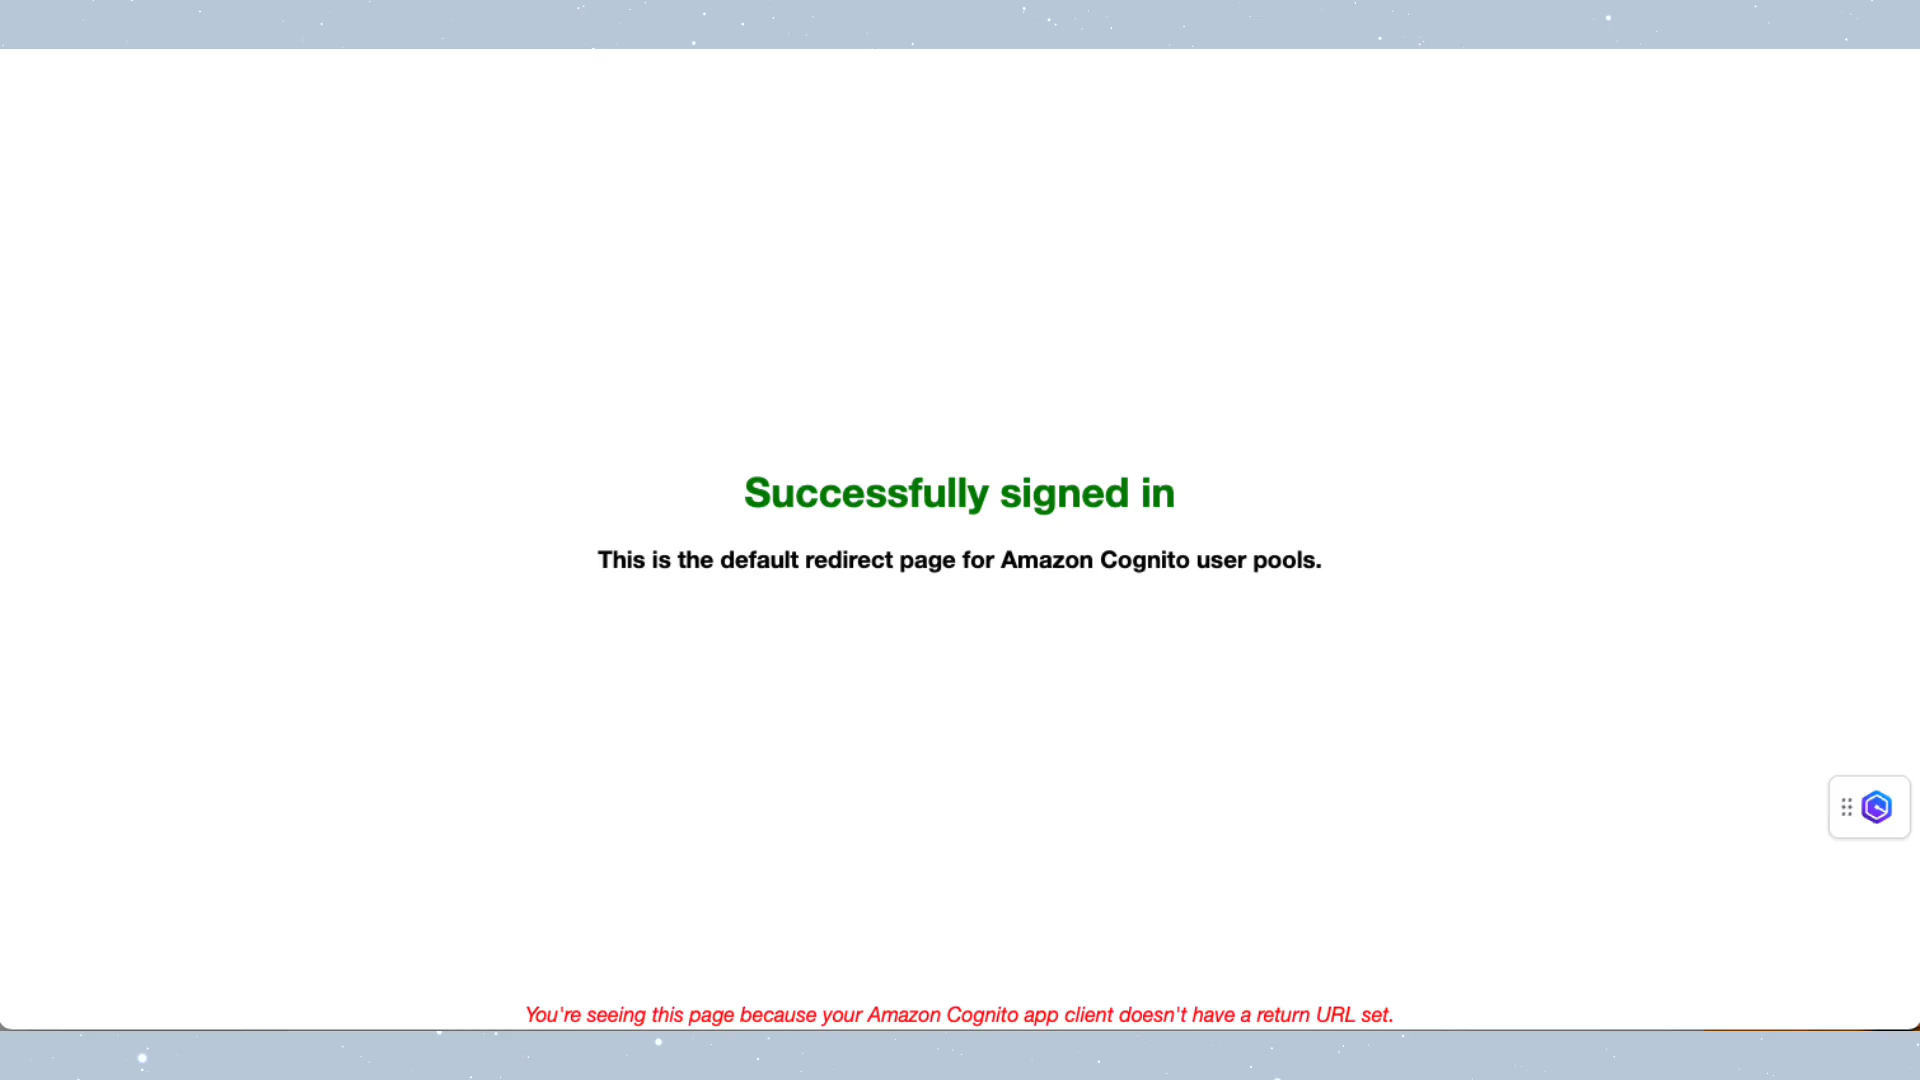 Successfully signed in
This is the default redirect page for Amazon Cognito user pools.
You're seeing this page because your Amazon Cognito app client doesn't have a return URL set.